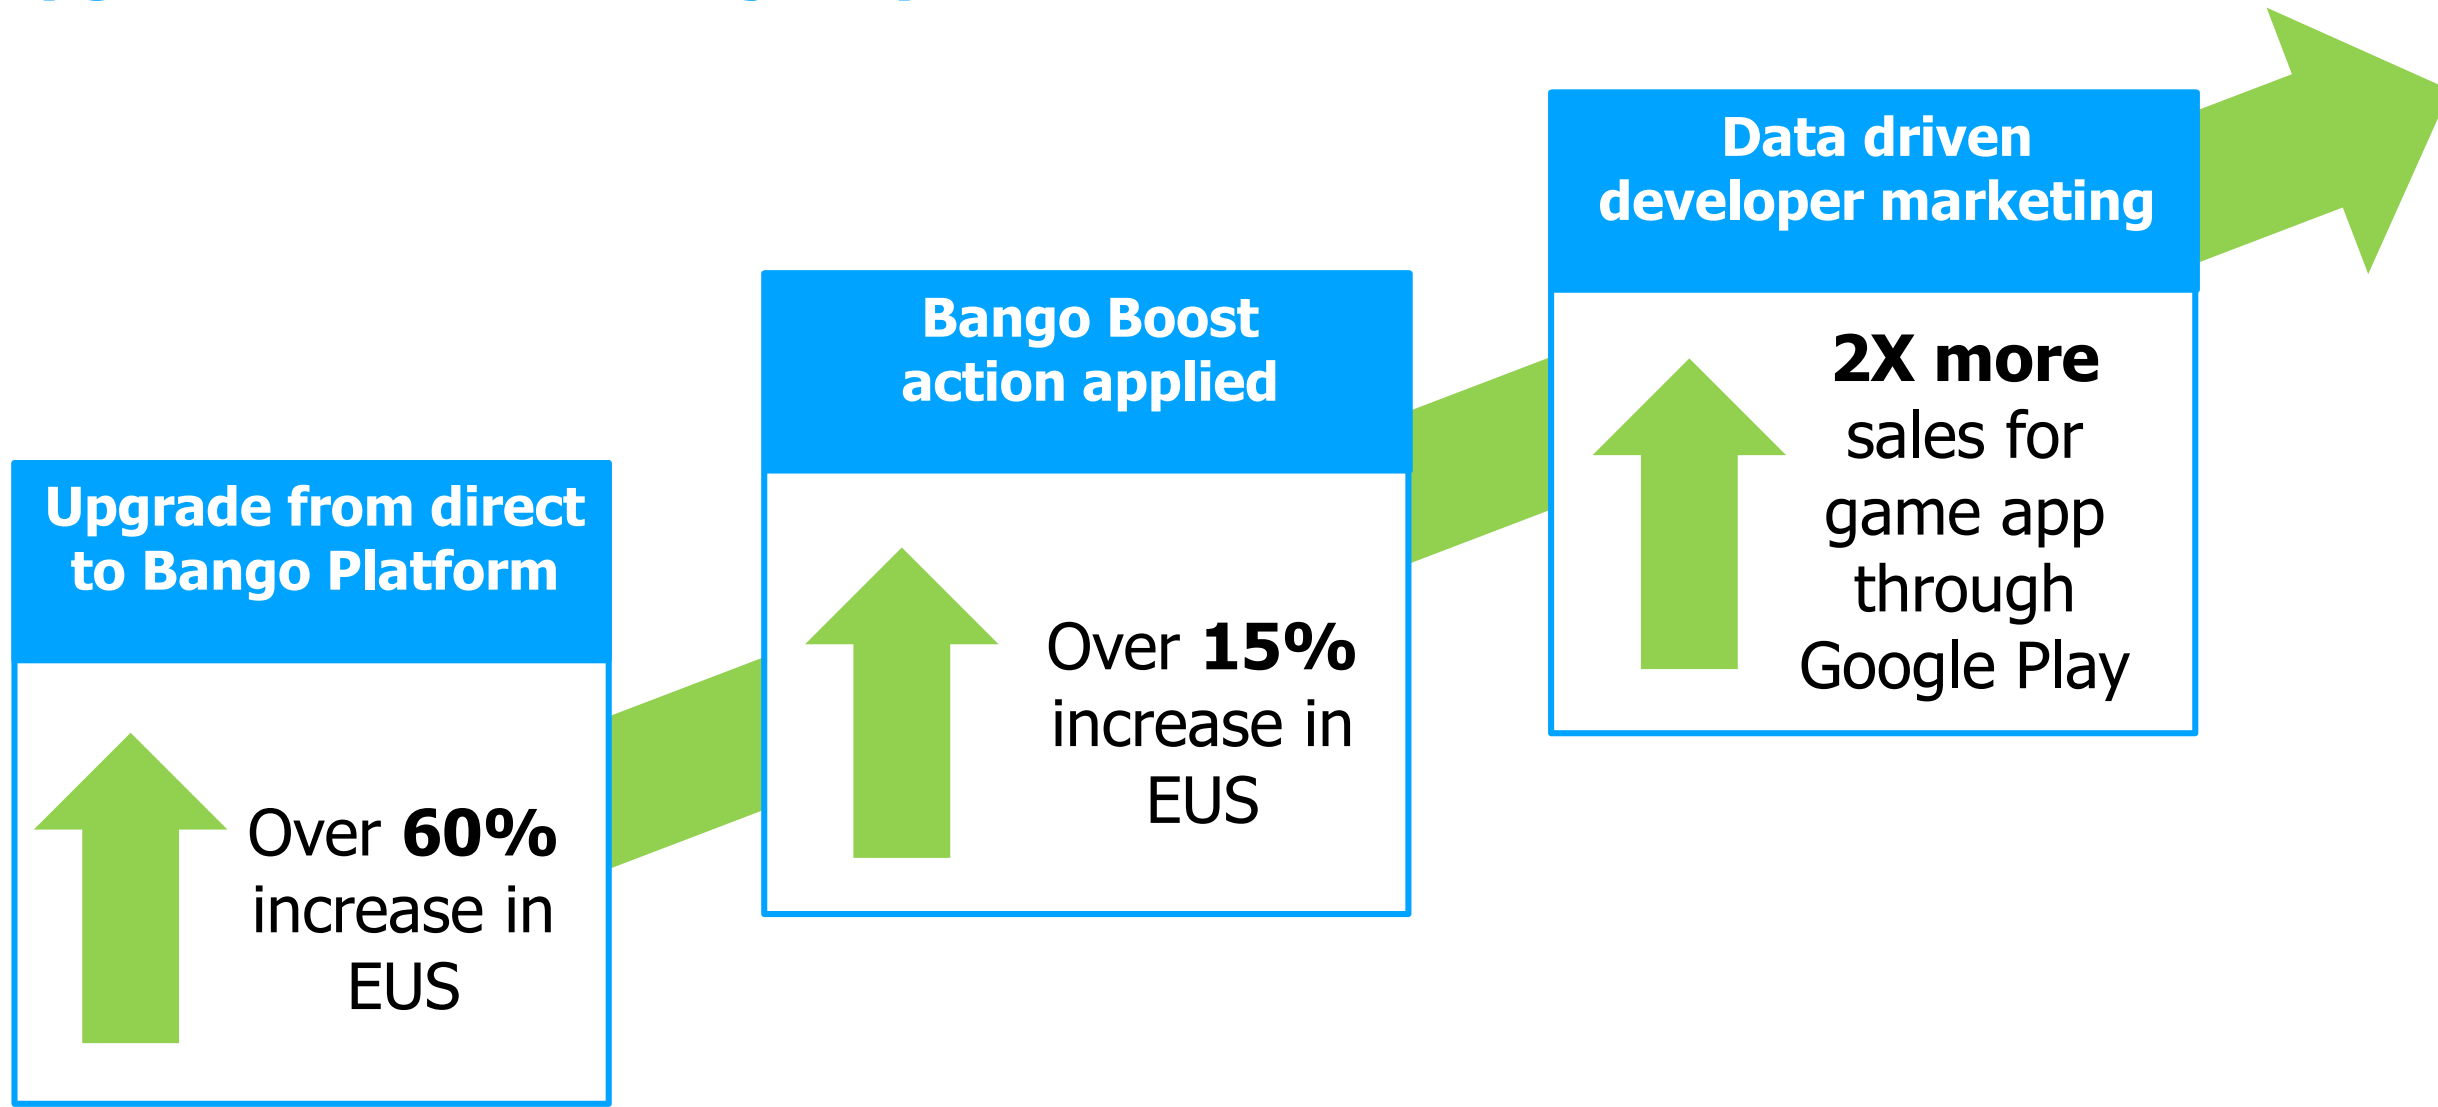 Upgrade from direct
to Bango Platform
Over 60%
increase in
EUS
Bango Boost
action applied
Over 15%
increase in
EUS
Data driven
developer marketing
2X more
sales for
game app
through
Google Play